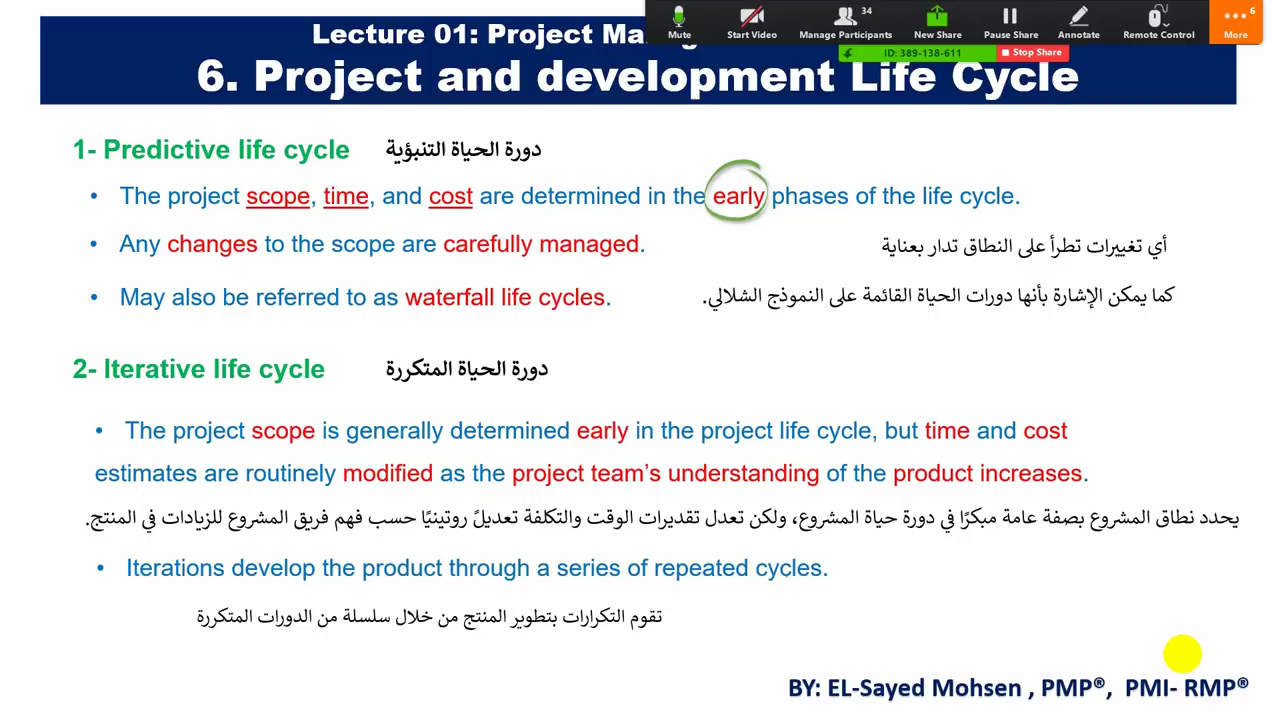 34
6
Mute
Start Video
Manage Participants
New Share
Pause Share
Annotate
Remote Control
More
ID: 389-138-611
Stop Share
Lecture 01: Project
6. Project and development Life Cycle
1- Predictive life cycle دورة الحياة التنبؤية
• The project scope, time, and cost are determined in the early phases of the life cycle.
• Any changes to the scope are carefully managed. أي تغييرات تطرأ على النطاق تدار بعناية
• May also be referred to as waterfall life cycles. كما يمكن الإشارة بأنها دورات الحياة القائمة على النموذج الشلالي.
2- Iterative life cycle دورة الحياة المتكررة
• The project scope is generally determined early in the project life cycle, but time and cost
estimates are routinely modified as the project team's understanding of the product increases.
يحدد نطاق المشروع بصفة عامة مبكرًا في دورة حياة المشروع، ولكن تعدل تقديرات الوقت والتكلفة تعديلً روتينيًا حسب فهم فريق المشروع للزيادات في المنتج.
• Iterations develop the product through a series of repeated cycles.
تقوم التكرارات بتطوير المنتج من خلال سلسلة من الدورات المتكررة
BY: EL-Sayed Mohsen , PMP®, PMI- RMP®